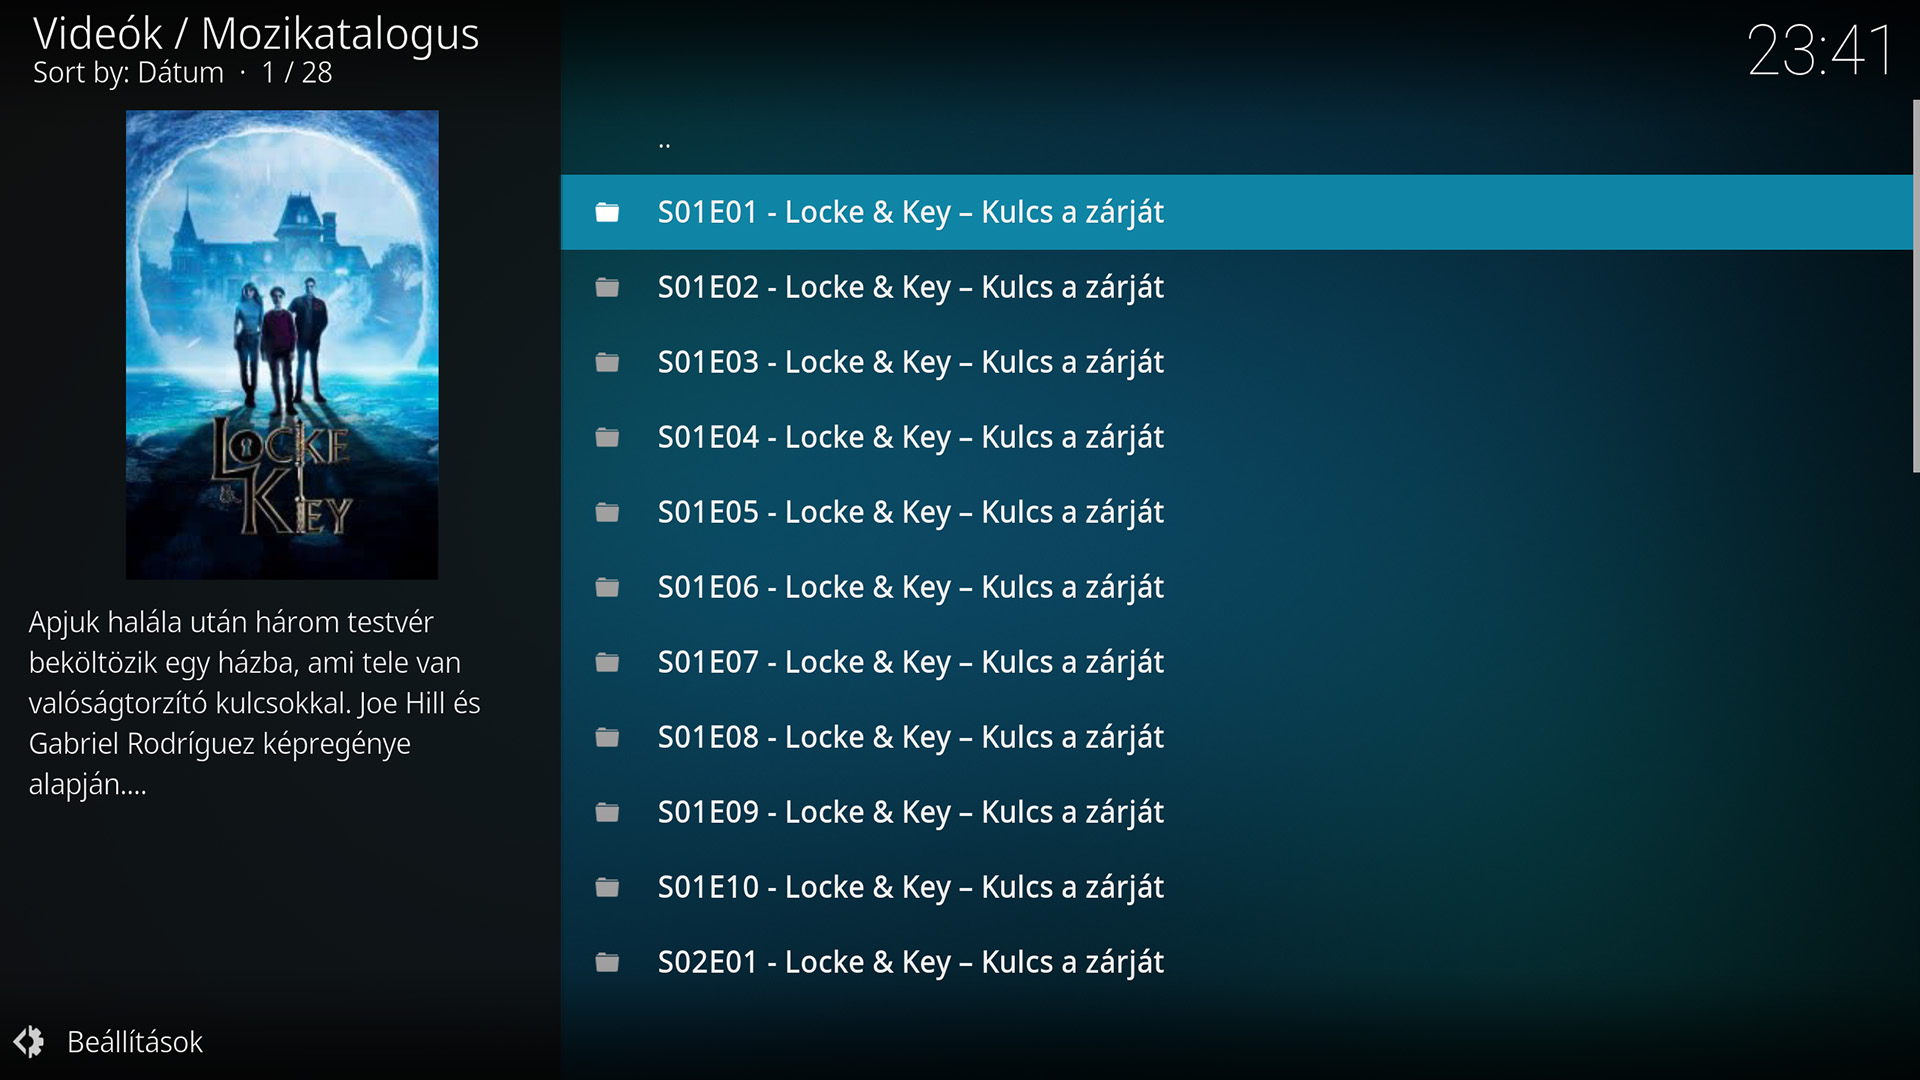 Videók / Mozikatalogus
Sort by: Dátum · 1 / 28
23:41
LOCKE
& KEY
Apjuk halála után három testvér
beköltözik egy házba, ami tele van
valóságtorzító kulcsokkal. Joe Hill és
Gabriel Rodríguez képregénye
alapján....
Beállítások
..
S01E01 - Locke & Key – Kulcs a zárját
S01E02 - Locke & Key – Kulcs a zárját
S01E03 - Locke & Key – Kulcs a zárját
S01E04 - Locke & Key – Kulcs a zárját
S01E05 - Locke & Key – Kulcs a zárját
S01E06 - Locke & Key – Kulcs a zárját
S01E07 - Locke & Key – Kulcs a zárját
S01E08 - Locke & Key – Kulcs a zárját
S01E09 - Locke & Key – Kulcs a zárját
S01E10 - Locke & Key – Kulcs a zárját
S02E01 - Locke & Key – Kulcs a zárját